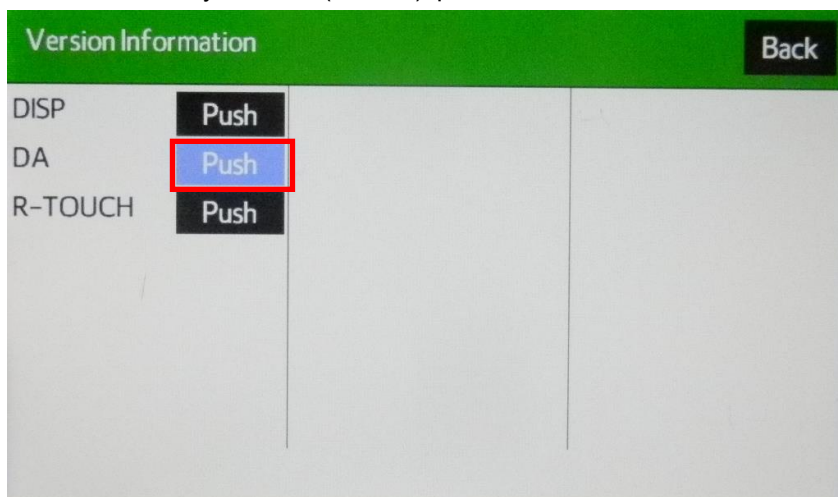 Version Information
Back
DISP Push
DA Push
R-TOUCH Push